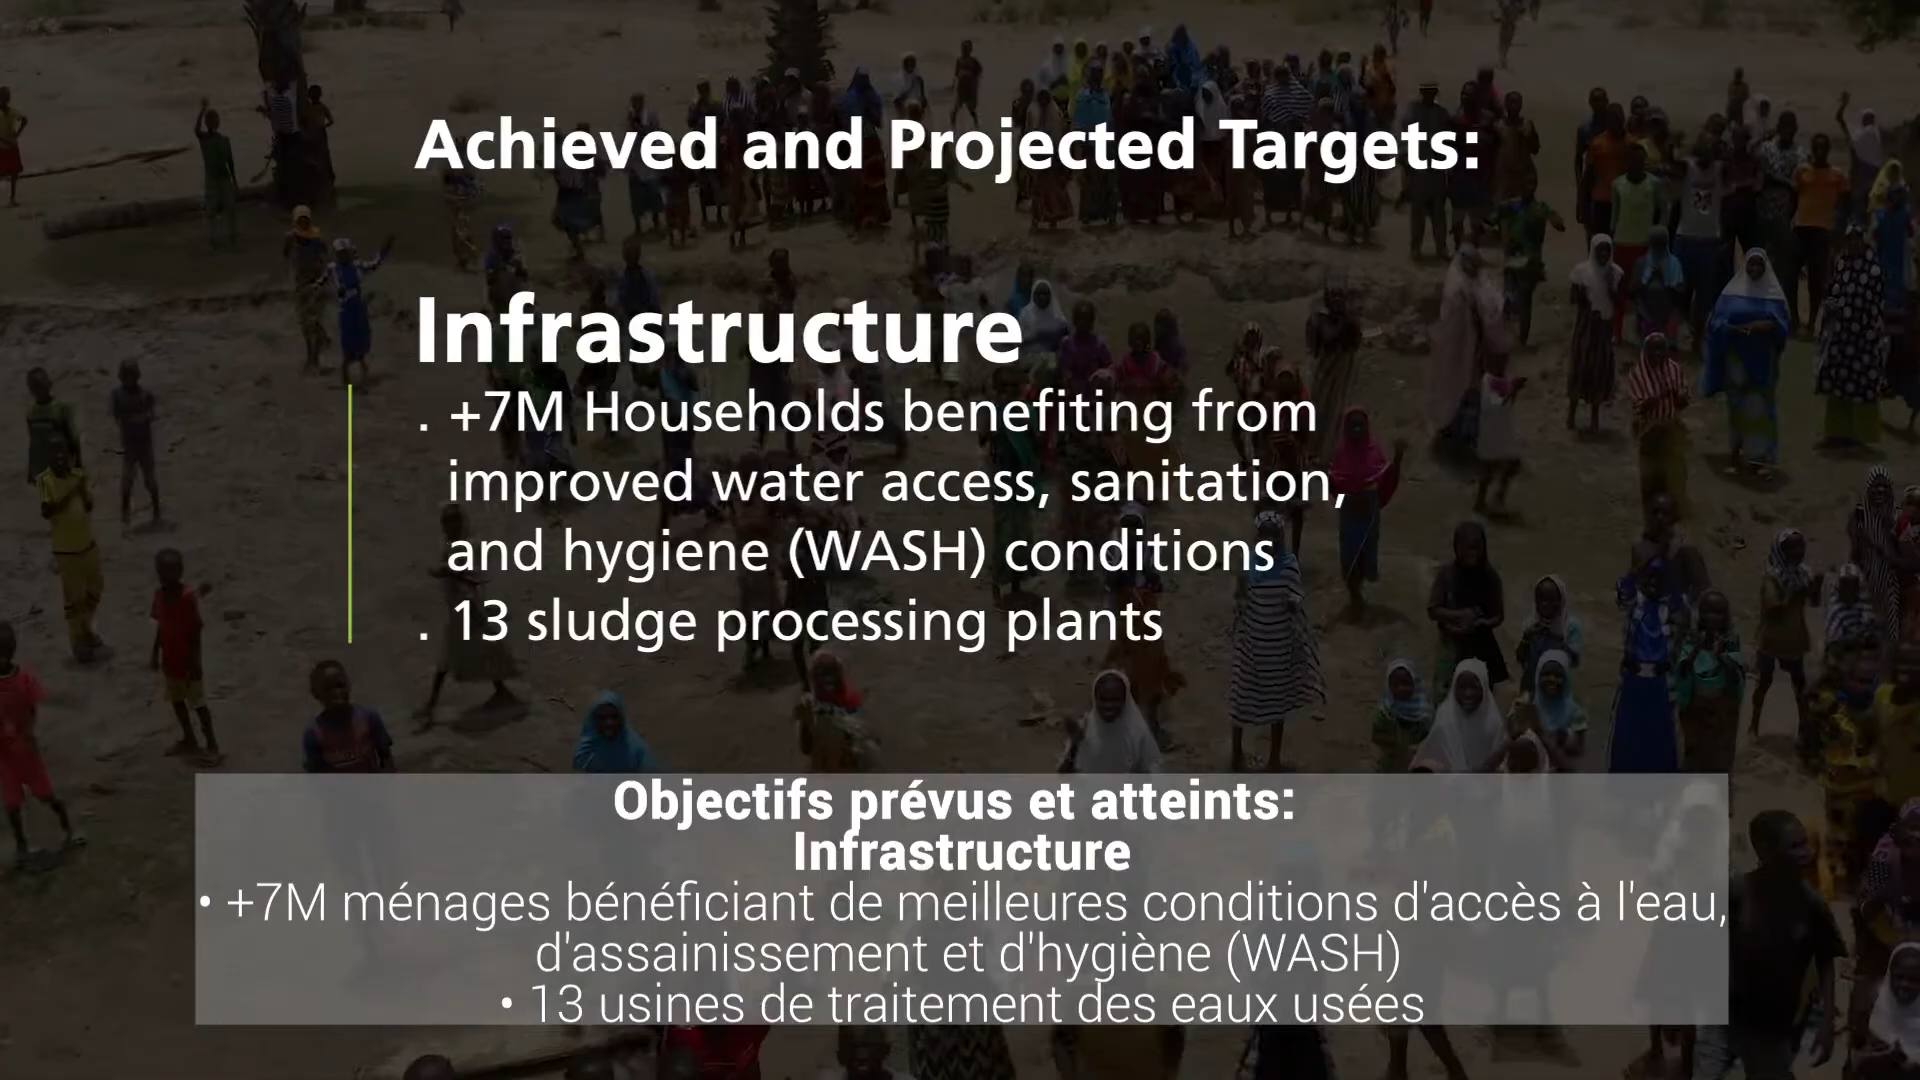 Achieved and Projected Targets:
Infrastructure
. +7M Households benefiting from
improved water access, sanitation,
and hygiene (WASH) conditions
. 13 sludge processing plants
Objectifs prévus et atteints:
Infrastructure
• +7M ménages bénéficiant de meilleures conditions d'accès à l'eau,
d'assainissement et d'hygiène (WASH)
• 13 usines de traitement des eaux usées